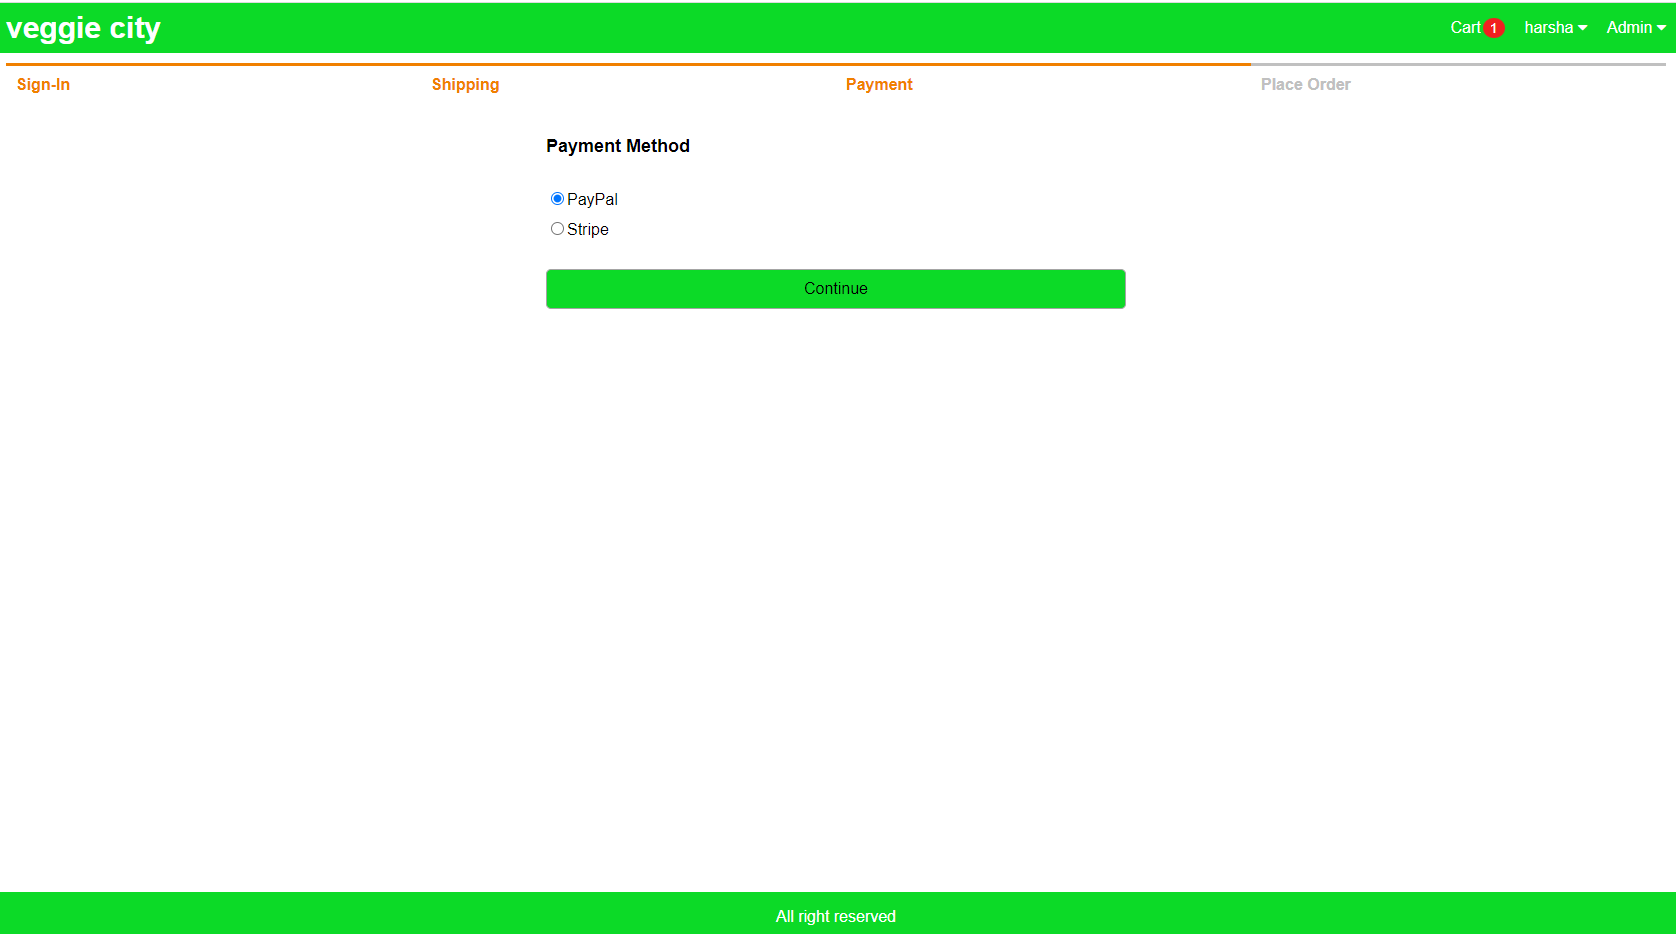 veggie city
Cart 1 harsha Admin
Sign-In Shipping Payment Place Order
Payment Method
PayPal
Stripe
Continue
All right reserved